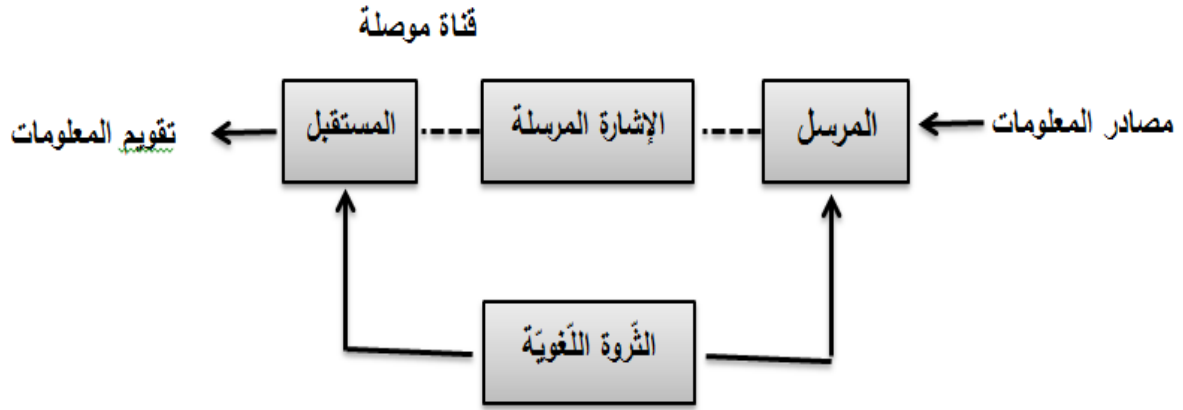 قناة موصلة
مصادر المعلومات
المرسل
الإشارة المرسلة
المستقبل
تقويم المعلومات
الثّروة اللّغويّة